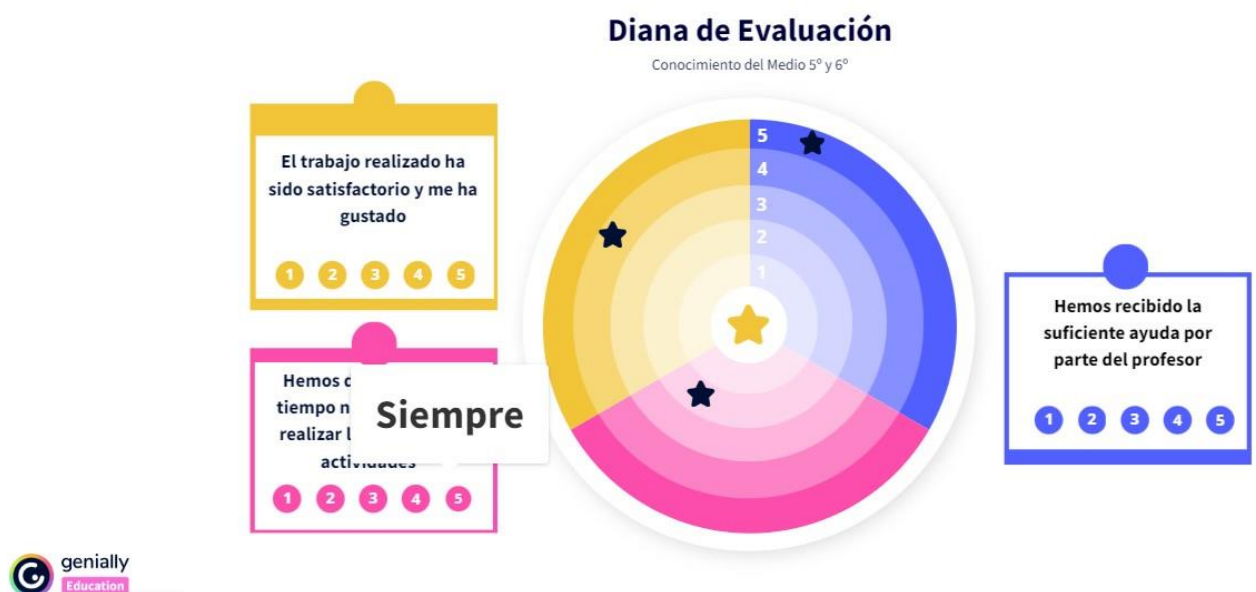 Diana de Evaluación
Conocimiento del Medio 5º y 6º
El trabajo realizado ha
sido satisfactorio y me ha
gustado
1 2 3 4 5
Hemos
tiempo
realizar
actividades
Siempre
1 2 3 4 5
5
4
3
2
1
Hemos recibido la
suficiente ayuda por
parte del profesor
1 2 3 4 5
genially
Education